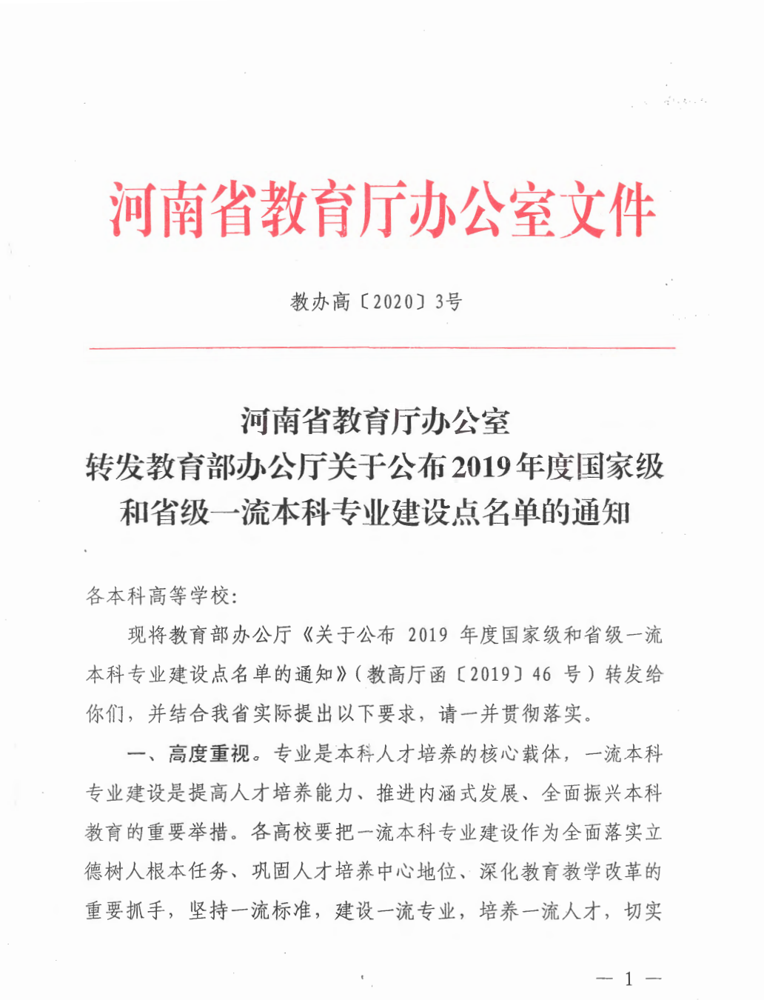 河南省教育厅办公室文件
教办高〔2020〕3号
河南省教育厅办公室
转发教育部办公厅关于公布2019年度国家级
和省级一流本科专业建设点名单的通知
各本科高等学校：
现将教育部办公厅《关于公布 2019 年度国家级和省级一流
本科专业建设点名单的通知》（教高厅函〔2019〕46 号）转发给
你们，并结合我省实际提出以下要求，请一并贯彻落实。
一、高度重视。专业是本科人才培养的核心载体，一流本科
专业建设是提高人才培养能力、推进内涵式发展、全面振兴本科
教育的重要举措。各高校要把一流本科专业建设作为全面落实立
德树人根本任务、巩固人才培养中心地位、深化教育教学改革的
重要抓手，坚持一流标准，建设一流专业，培养一流人才，切实
— 1 —